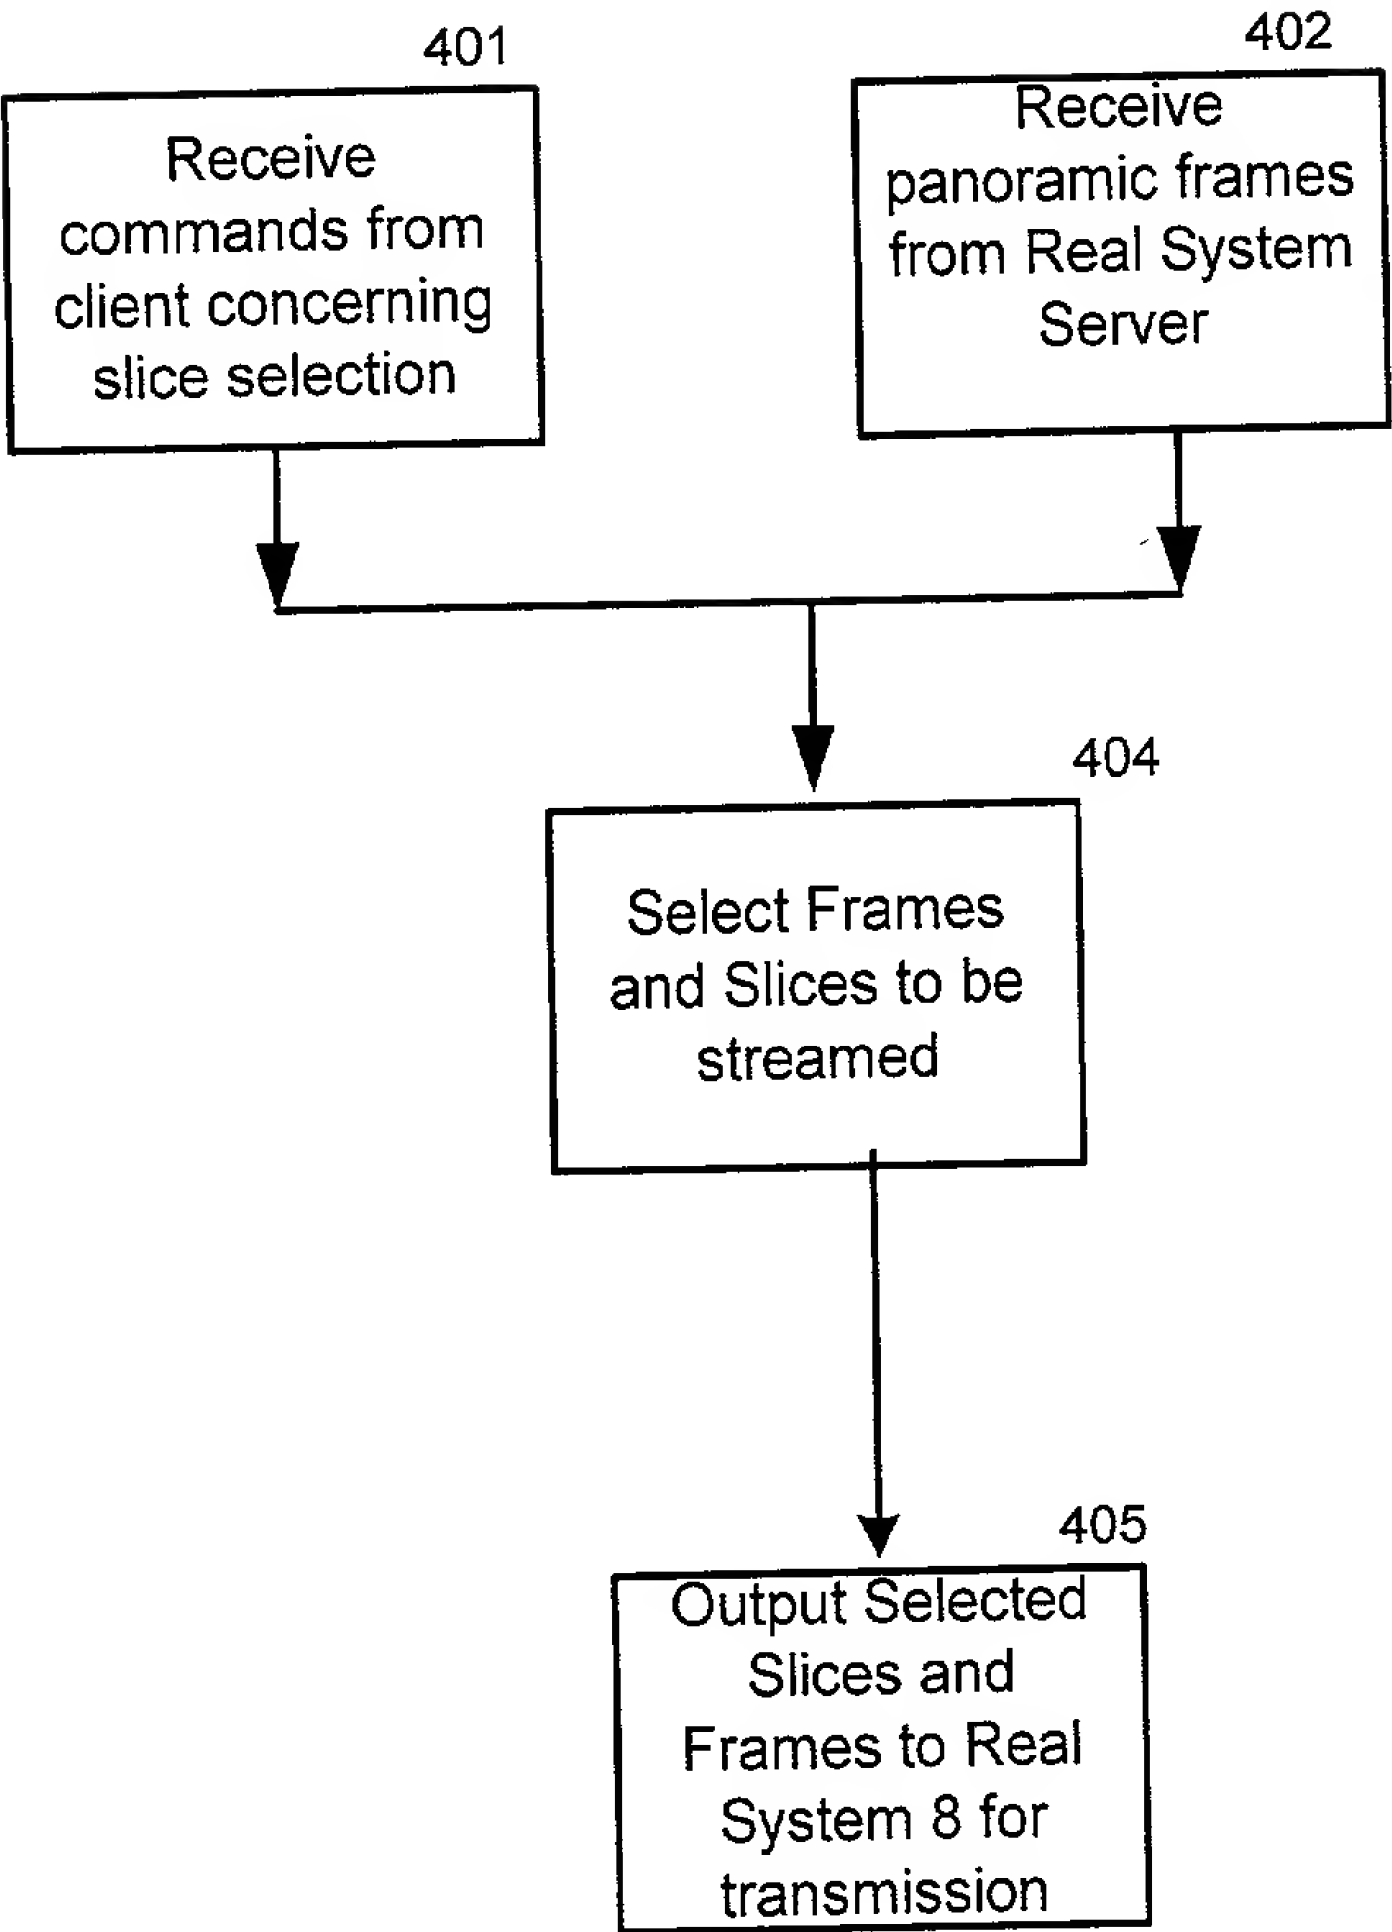 401
Receive
commands from
client concerning
slice selection
402
Receive
panoramic frames
from Real System
Server
404
Select Frames
and Slices to be
streamed
405
Output Selected
Slices and
Frames to Real
System 8 for
transmission